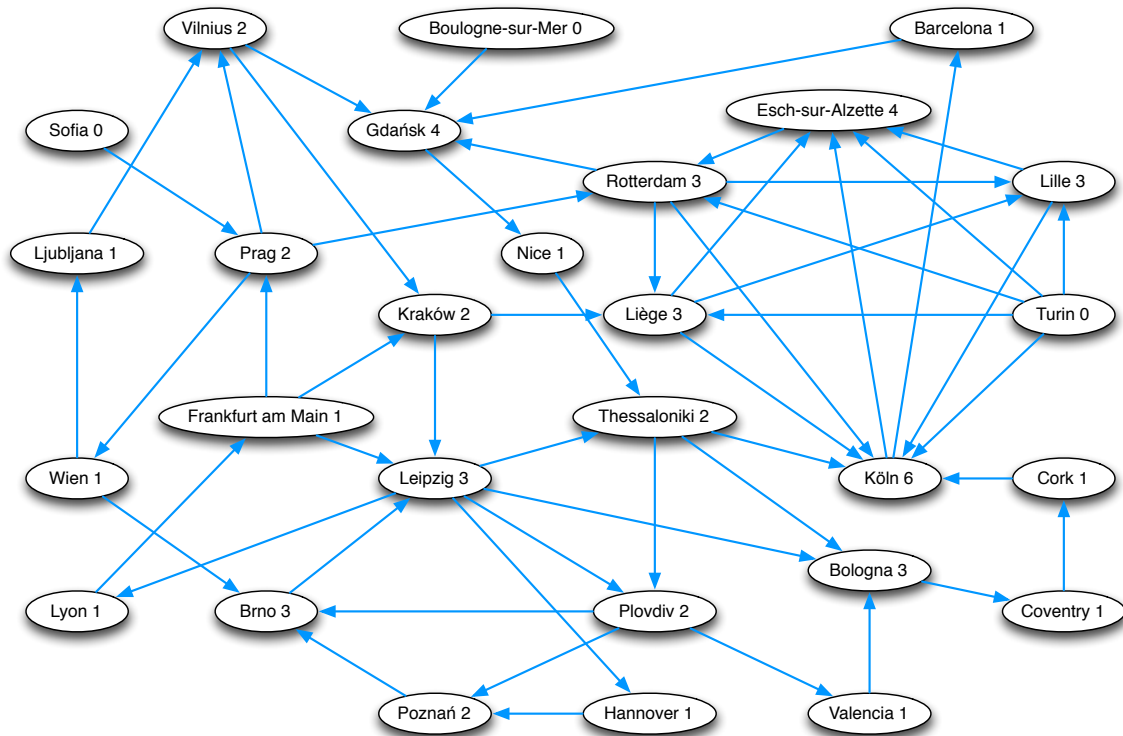 Vilnius 2
Boulogne-sur-Mer 0
Barcelona 1
Sofia 0
Gdańsk 4
Esch-sur-Alzette 4
Rotterdam 3
Lille 3
Ljubljana 1
Prag 2
Nice 1
Kraków 2
Liège 3
Turin 0
Frankfurt am Main 1
Thessaloniki 2
Wien 1
Leipzig 3
Köln 6
Cork 1
Bologna 3
Lyon 1
Brno 3
Plovdiv 2
Coventry 1
Poznań 2
Hannover 1
Valencia 1